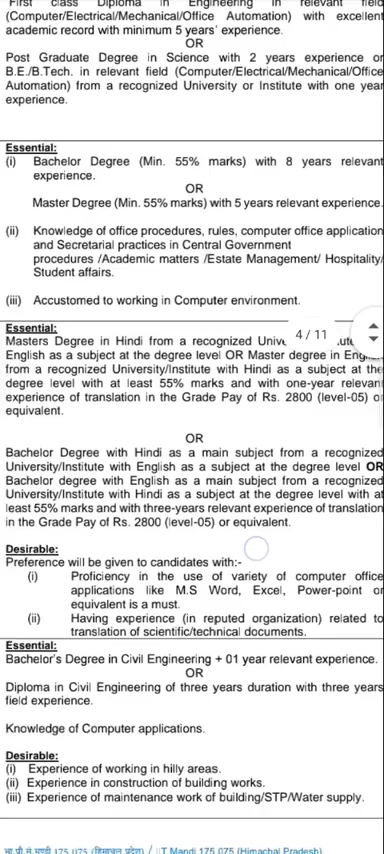 First class Diploma in Engineering in relevant field
(Computer/Electrical/Mechanical/Office Automation) with excellent
academic record with minimum 5 years' experience.
OR
Post Graduate Degree in Science with 2 years experience or
B.E./B.Tech. in relevant field (Computer/Electrical/Mechanical/Office
Automation) from a recognized University or Institute with one year
experience.
Essential:
(i) Bachelor Degree (Min. 55% marks) with 8 years relevant
experience.
OR
Master Degree (Min. 55% marks) with 5 years relevant experience.
(ii) Knowledge of office procedures, rules, computer office application
and Secretarial practices in Central Government
procedures /Academic matters /Estate Management/ Hospitality/
Student affairs.
(iii) Accustomed to working in Computer environment.
4 / 11
Essential:
Masters Degree in Hindi from a recognized
English as a subject at the degree level OR Master degree in
from a recognized University/Institute with Hindi as a subject at the
degree level with at least 55% marks and with one-year relevant
experience of translation in the Grade Pay of Rs. 2800 (level-05) or
equivalent.
OR
Bachelor Degree with Hindi as a main subject from a recognized
University/Institute with English as a subject at the degree level OR
Bachelor degree with English as a main subject from a recognized
University/Institute with Hindi as a subject at the degree level with at
least 55% marks and with three-years relevant experience of translation
in the Grade Pay of Rs. 2800 (level-05) or equivalent.
Desirable:
Preference will be given to candidates with:-
(i) Proficiency in the use of variety of computer office
applications like M.S Word, Excel, Power-point or
equivalent is a must.
(ii) Having experience (in reputed organization) related to
translation of scientific/technical documents.
Essential:
Bachelor's Degree in Civil Engineering + 01 year relevant experience.
OR
Diploma in Civil Engineering of three years duration with three years
field experience.
Knowledge of Computer applications.
Desirable:
(i) Experience of working in hilly areas.
(ii) Experience in construction of building works.
(iii) Experience of maintenance work of building/STP/Water supply.
भा.प्रौ.सं.मण्डी 175 075 (हिमाचल प्रदेश) / IIT Mandi 175 075 (Himachal Pradesh)